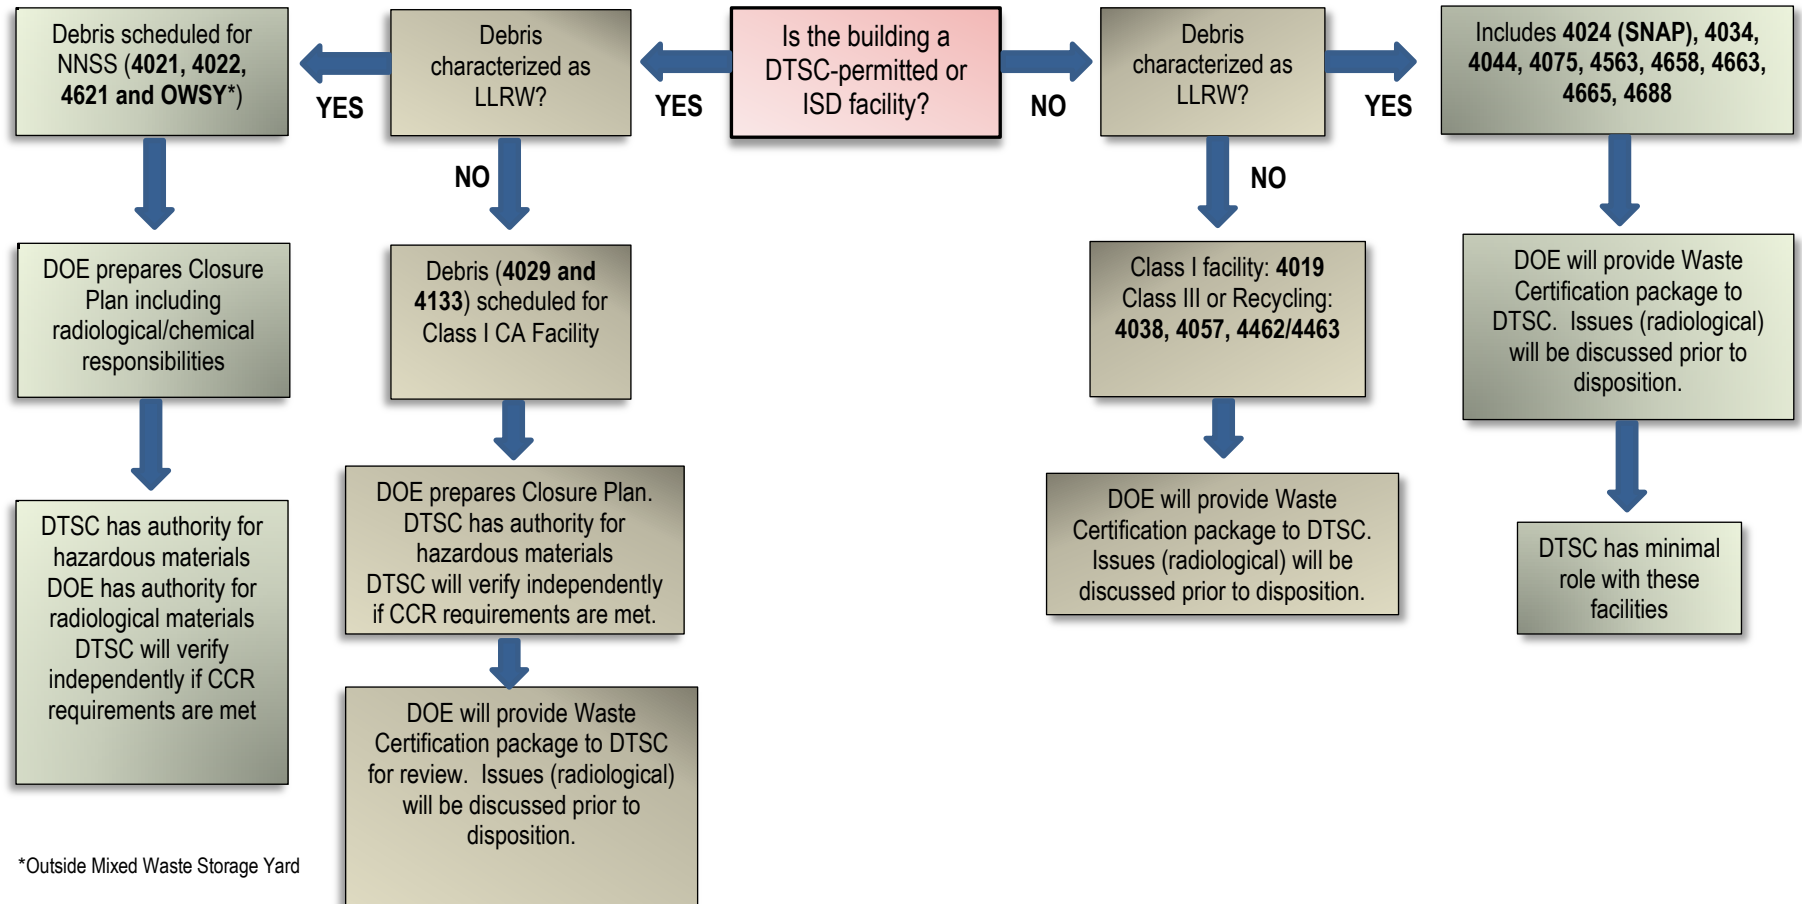 Debris scheduled for
NNSS (4021, 4022,
4621 and OWSY*)
YES
Debris
characterized as
LLRW?
YES
Is the building a
DTSC-permitted or
ISD facility?
NO
Debris
characterized as
LLRW?
YES
Includes 4024 (SNAP), 4034,
4044, 4075, 4563, 4658, 4663,
4665, 4688
NO
NO
DOE prepares Closure
Plan including
radiological/chemical
responsibilities
Debris (4029 and
4133) scheduled for
Class I CA Facility
Class I facility: 4019
Class III or Recycling:
4038, 4057, 4462/4463
DOE will provide Waste
Certification package to
DTSC.  Issues (radiological)
will be discussed prior to
disposition.
DTSC has authority for
hazardous materials
DOE has authority for
radiological materials
DTSC will verify
independently if CCR
requirements are met
DOE prepares Closure Plan.
DTSC has authority for
hazardous materials
DTSC will verify independently
if CCR requirements are met.
DOE will provide Waste
Certification package to DTSC.
Issues (radiological) will be
discussed prior to disposition.
DTSC has minimal
role with these
facilities
DOE will provide Waste
Certification package to DTSC
for review.  Issues (radiological)
will be discussed prior to
disposition.
*Outside Mixed Waste Storage Yard